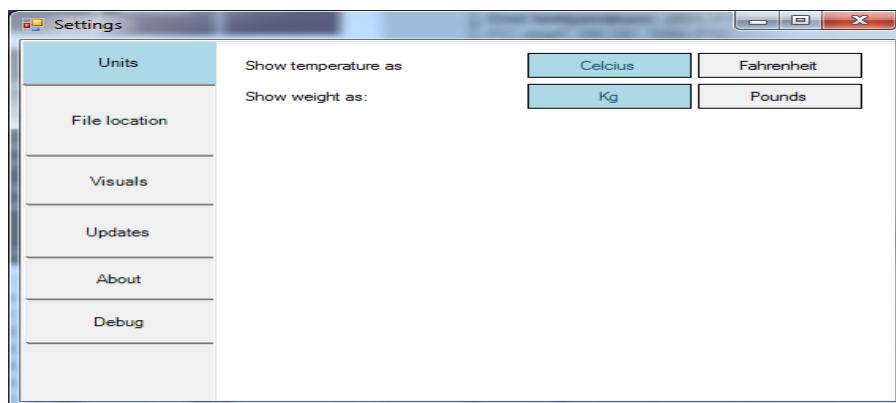 Settings
Units
Show temperature as
Celcius
Fahrenheit
Show weight as:
Kg
Pounds
File location
Visuals
Updates
About
Debug